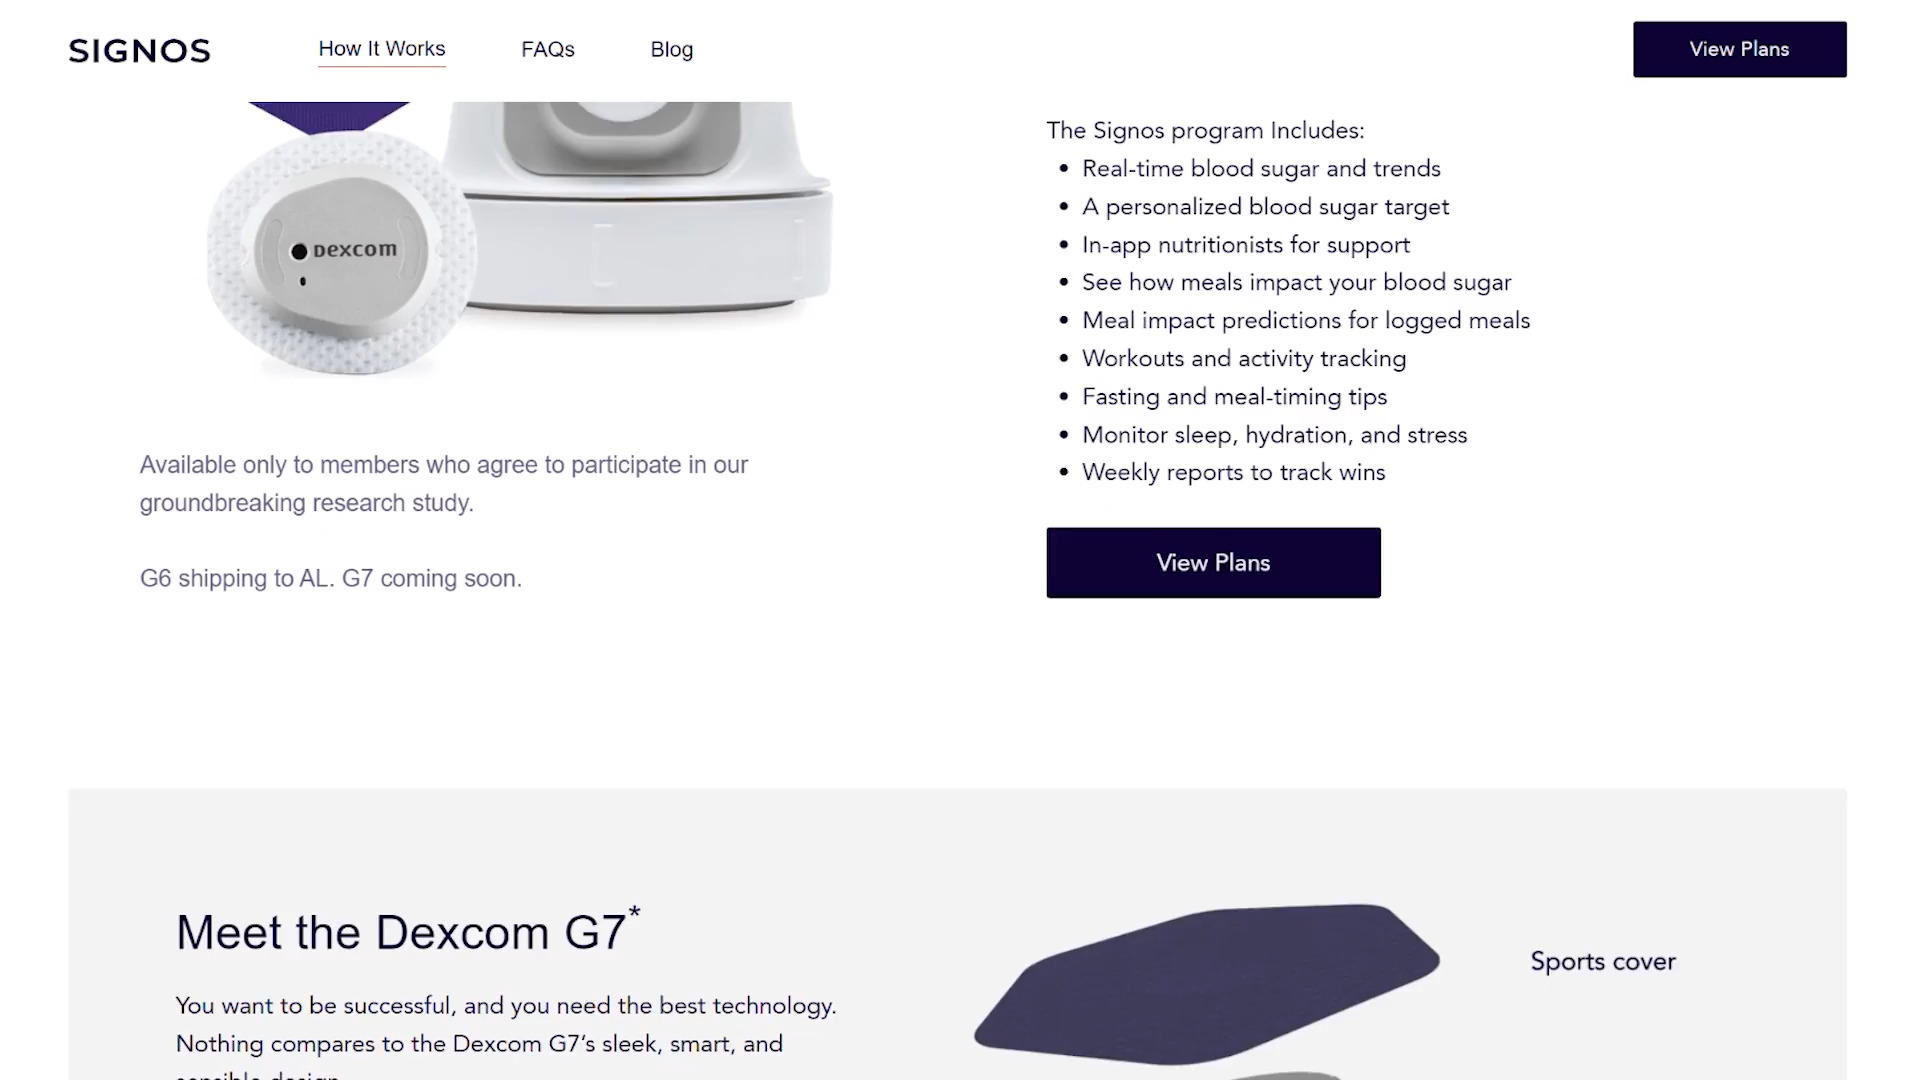 SIGNOS
How It Works
FAQs
Blog
View Plans
Dexcom
Available only to members who agree to participate in our
groundbreaking research study.
G6 shipping to AL. G7 coming soon.
The Signos program Includes:
Real-time blood sugar and trends
A personalized blood sugar target
In-app nutritionists for support
See how meals impact your blood sugar
Meal impact predictions for logged meals
Workouts and activity tracking
Fasting and meal-timing tips
Monitor sleep, hydration, and stress
Weekly reports to track wins
View Plans
Meet the Dexcom G7*
You want to be successful, and you need the best technology.
Nothing compares to the Dexcom G7’s sleek, smart, and
Sports cover